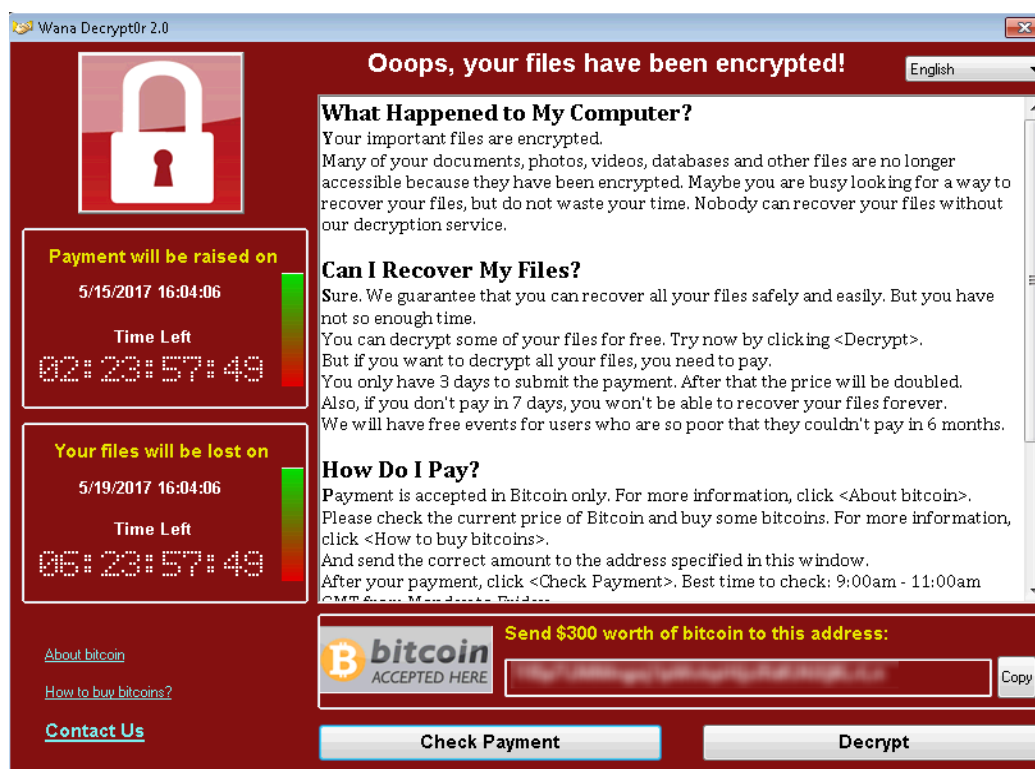 Wana Decrypt0r 2.0
Ooops, your files have been encrypted!
English
Payment will be raised on
5/15/2017 16:04:06
Time Left
02:23:57:49
Your files will be lost on
5/19/2017 16:04:06
Time Left
06:23:57:49
About bitcoin
How to buy bitcoins?
Contact Us
What Happened to My Computer?
Your important files are encrypted.
Many of your documents, photos, videos, databases and other files are no longer
accessible because they have been encrypted. Maybe you are busy looking for a way to
recover your files, but do not waste your time. Nobody can recover your files without
our decryption service.
Can I Recover My Files?
Sure. We guarantee that you can recover all your files safely and easily. But you have
not so enough time.
You can decrypt some of your files for free. Try now by clicking <Decrypt>.
But if you want to decrypt all your files, you need to pay.
You only have 3 days to submit the payment. After that the price will be doubled.
Also, if you don't pay in 7 days, you won't be able to recover your files forever.
We will have free events for users who are so poor that they couldn't pay in 6 months.
How Do I Pay?
Payment is accepted in Bitcoin only. For more information, click <About bitcoin>.
Please check the current price of Bitcoin and buy some bitcoins. For more information,
click <How to buy bitcoins>.
And send the correct amount to the address specified in this window.
After your payment, click <Check Payment>. Best time to check: 9:00am - 11:00am
GMT from Monday to Friday.
bitcoin
ACCEPTED HERE
Send $300 worth of bitcoin to this address:
Copy
Check Payment
Decrypt